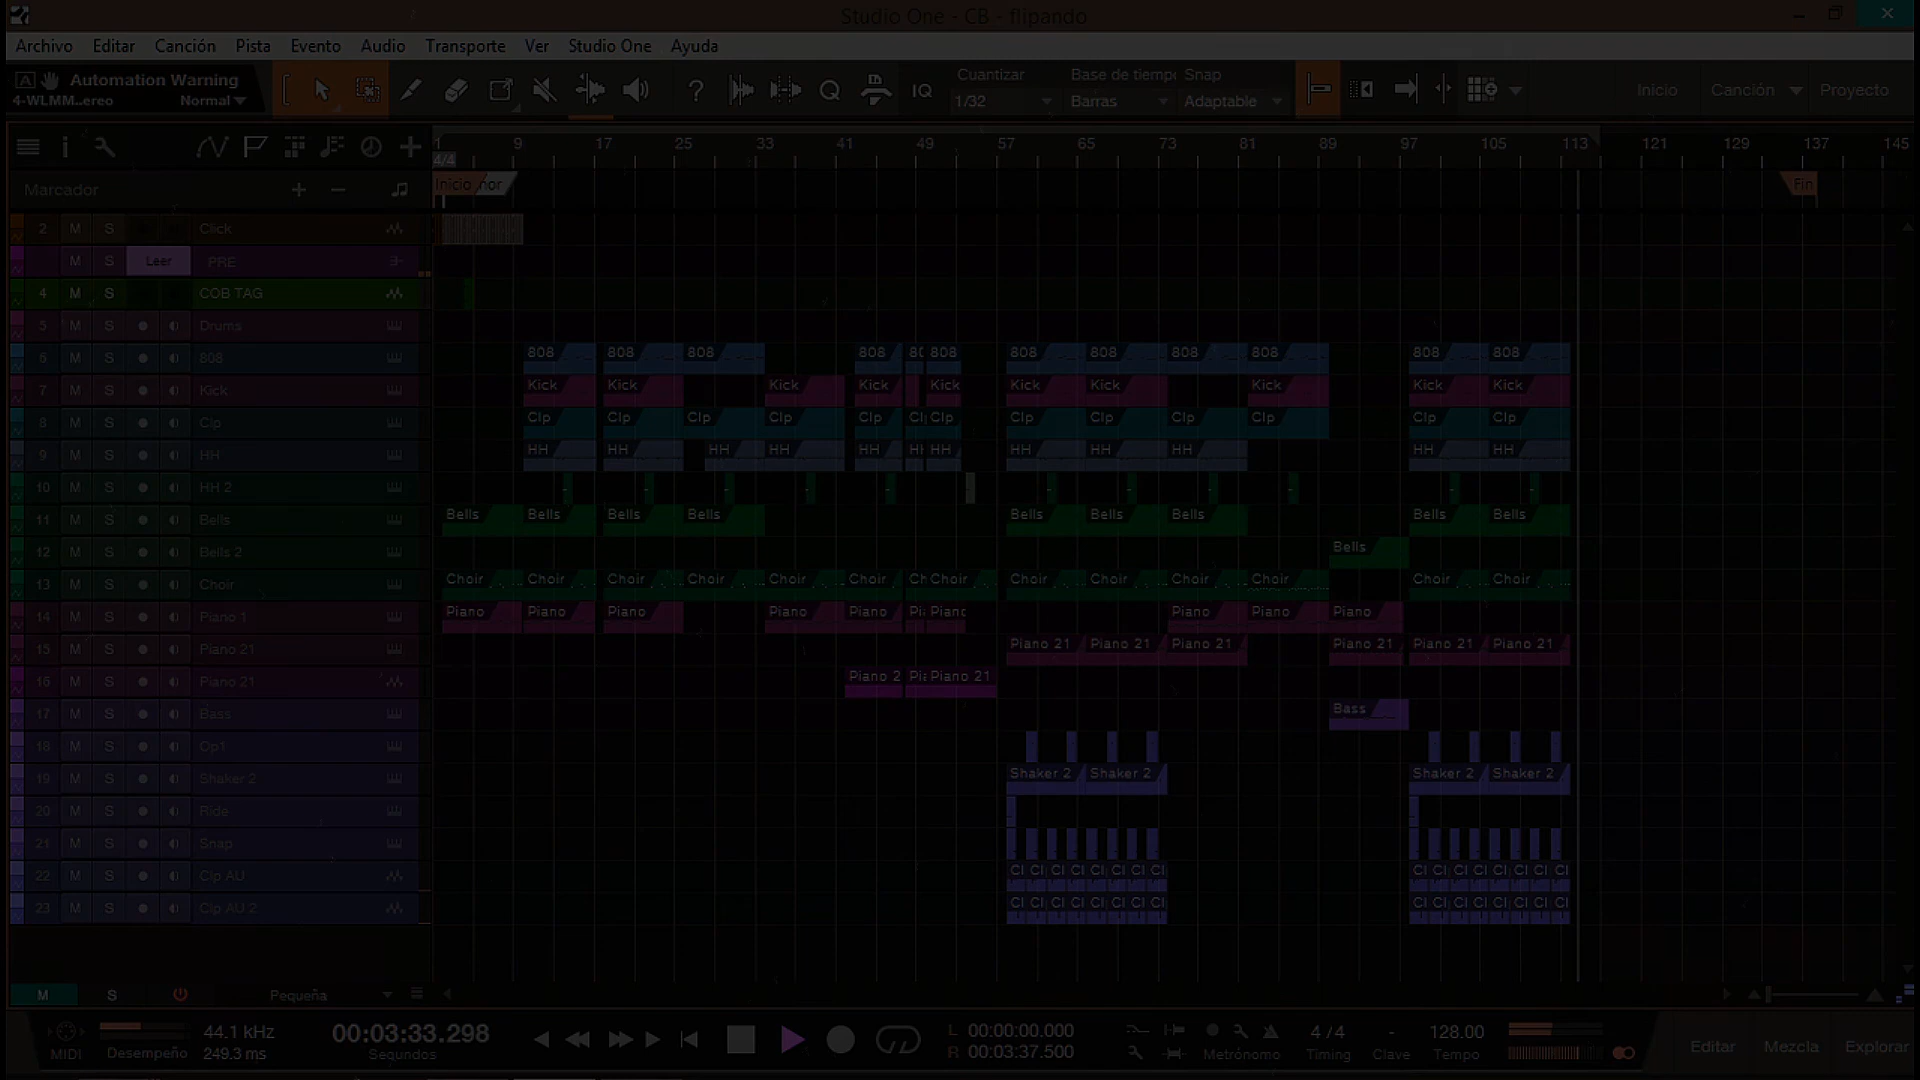 Studio One - CB - flipando
Archivo Editar Canción Pista Evento Audio Transporte Ver Studio One Ayuda
A Automation Warning
4-WLMM...ereo Normal
? Q IQ
Cuantizar Base de tiempo Snap
1/32 Barras Adaptable
Inicio Canción Proyecto
1 9 17 25 33 41 49 57 65 73 81 89 97 105 113 121 129 137 145
4/4
Marcador Inicio nor Fin
2 M S Click
M S Leer PRE
4 M S COB TAG
5 M S Drums
6 M S 808 808 808 808 808 80 808 808 808 808 808 808 808
7 M S Kick Kick Kick Kick Kick Kick Kick Kick Kick Kick Kick
8 M S Clp Clp Clp Clp Clp Clp Cl Clp Clp Clp Clp Clp Clp Clp
9 M S HH HH HH HH HH HH HH HH HH HH HH HH HH
10 M S HH 2
11 M S Bells Bells Bells Bells Bells Bells Bells Bells Bells Bells
12 M S Bells 2 Bells
13 M S Choir Choir Choir Choir Choir Choir Choir Ch Choir Choir Choir Choir Choir Choir Choir
14 M S Piano 1 Piano Piano Piano Piano Piano Pi Piano Piano Piano Piano
15 M S Piano 21 Piano 21 Piano 21 Piano 21 Piano 21 Piano 21 Piano 21
16 M S Piano 21 Piano 2 Pi Piano 21
17 M S Bass Bass
18 M S Op1
19 M S Shaker 2 Shaker 2 Shaker 2 Shaker 2 Shaker 2
20 M S Ride
21 M S Snap
22 M S Clp AU Cl Cl Cl Cl Cl Cl Cl Cl Cl Cl Cl Cl Cl Cl Cl Cl
23 M S Clp AU 2 Cl Cl Cl Cl Cl Cl Cl Cl Cl Cl Cl Cl Cl Cl Cl Cl
M S Pequeña
MIDI Desempeño
44.1 kHz
249.3 ms
00:03:33.298
Segundos
L 00:00:00.000
R 00:03:37.500
Metrónomo
4 / 4 - 128.00
Timing Clave Tempo
Editar Mezcla Explorar